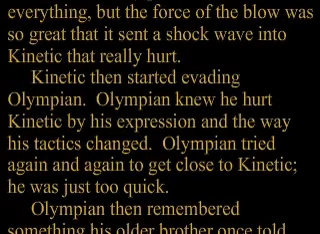 everything, but the force of the blow was
so great that it sent a shock wave into
Kinetic that really hurt.
Kinetic then started evading
Olympian.  Olympian knew he hurt
Kinetic by his expression and the way
his tactics changed.  Olympian tried
again and again to get close to Kinetic;
he was just too quick.
Olympian then remembered
something his older brother once told